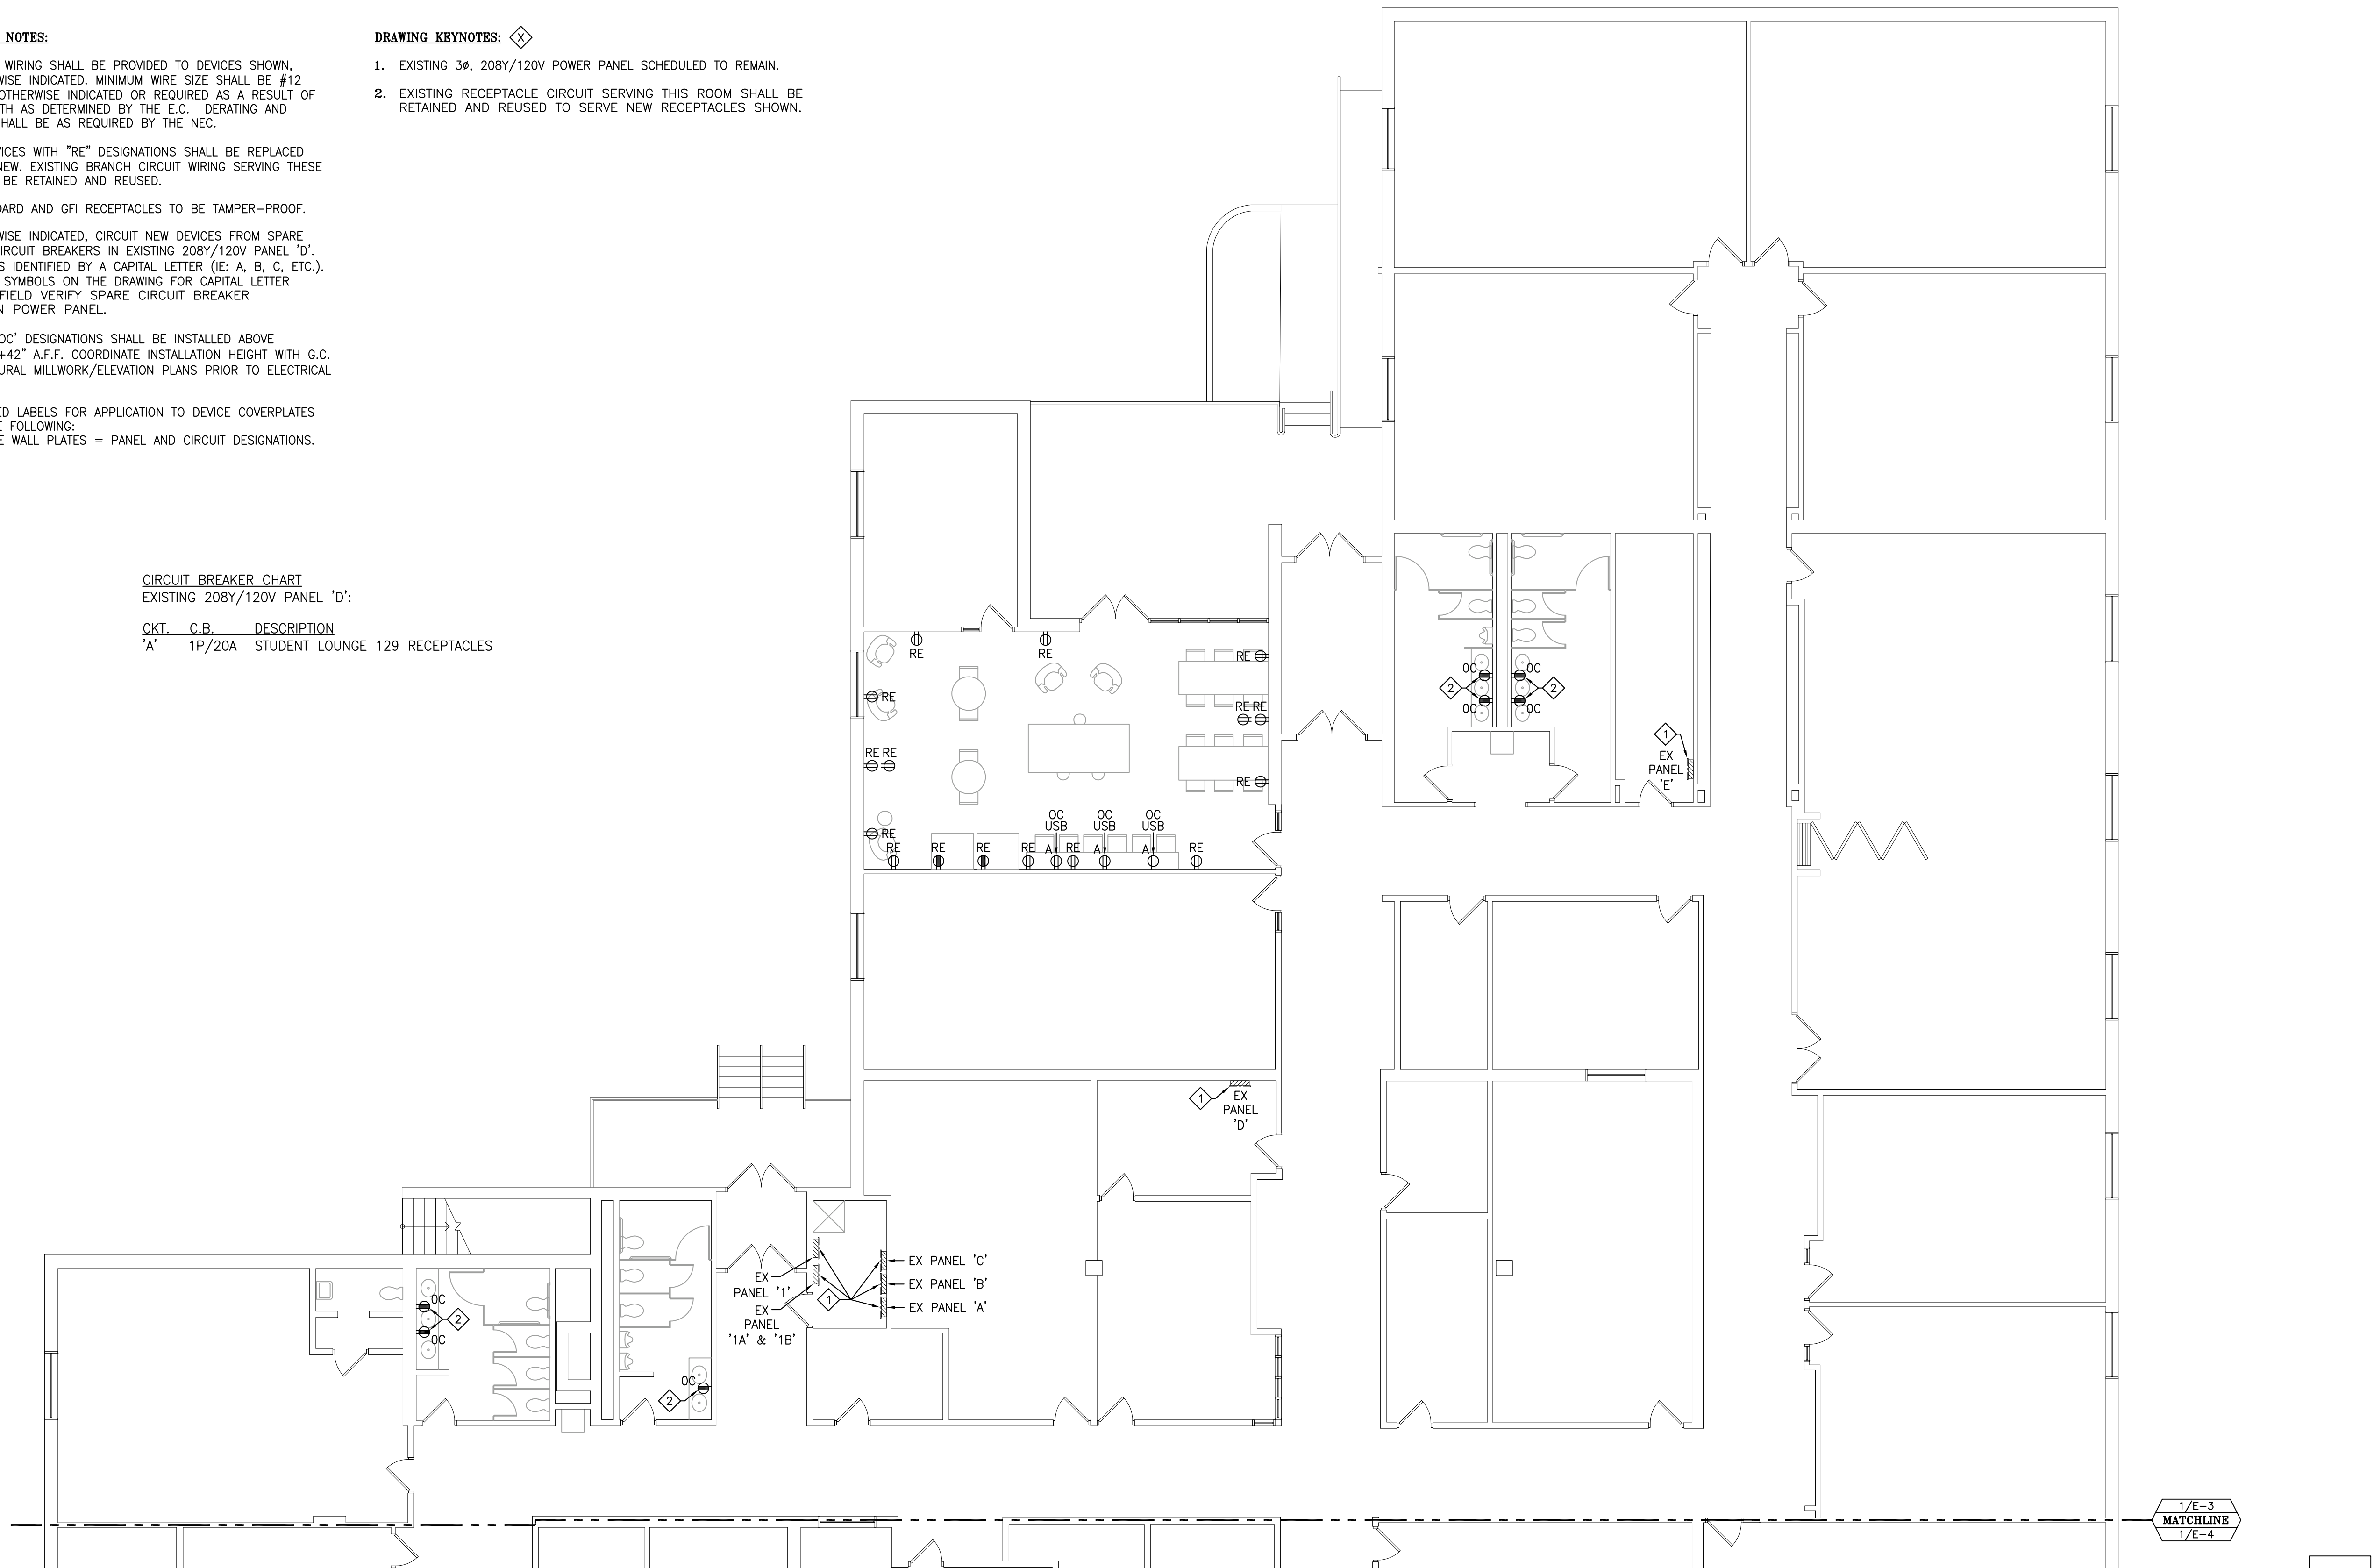 NOTES:
WIRING SHALL BE PROVIDED TO DEVICES SHOWN,
WISE INDICATED. MINIMUM WIRE SIZE SHALL BE #12
OTHERWISE INDICATED OR REQUIRED AS A RESULT OF
TH AS DETERMINED BY THE E.C. DERATING AND
SHALL BE AS REQUIRED BY THE NEC.
VICES WITH "RE" DESIGNATIONS SHALL BE REPLACED
NEW. EXISTING BRANCH CIRCUIT WIRING SERVING THESE
BE RETAINED AND REUSED.
DARD AND GFI RECEPTACLES TO BE TAMPER-PROOF.
WISE INDICATED, CIRCUIT NEW DEVICES FROM SPARE
CIRCUIT BREAKERS IN EXISTING 208Y/120V PANEL 'D'.
S IDENTIFIED BY A CAPITAL LETTER (IE: A, B, C, ETC.).
SYMBOLS ON THE DRAWING FOR CAPITAL LETTER
FIELD VERIFY SPARE CIRCUIT BREAKER
N POWER PANEL.
OC' DESIGNATIONS SHALL BE INSTALLED ABOVE
+42" A.F.F. COORDINATE INSTALLATION HEIGHT WITH G.C.
URAL MILLWORK/ELEVATION PLANS PRIOR TO ELECTRICAL
ED LABELS FOR APPLICATION TO DEVICE COVERPLATES
E FOLLOWING:
E WALL PLATES = PANEL AND CIRCUIT DESIGNATIONS.
DRAWING KEYNOTES: X
1. EXISTING 3ø, 208Y/120V POWER PANEL SCHEDULED TO REMAIN.
2. EXISTING RECEPTACLE CIRCUIT SERVING THIS ROOM SHALL BE
RETAINED AND REUSED TO SERVE NEW RECEPTACLES SHOWN.
CIRCUIT BREAKER CHART
EXISTING 208Y/120V PANEL 'D':
CKT. C.B. DESCRIPTION
'A' 1P/20A STUDENT LOUNGE 129 RECEPTACLES
RE
RE
RE
RE
RE RE
RE RE
RE
RE
OC OC OC
USB USB USB
RE RE RE RE A RE A A RE
OC OC
2 2
OC OC
1
EX
PANEL
'E'
1
EX
PANEL
'D'
EX
PANEL '1'
EX
PANEL
'1A' & '1B'
1
EX PANEL 'C'
EX PANEL 'B'
EX PANEL 'A'
OC
2
OC
OC
2
1/E-3
MATCHLINE
1/E-4